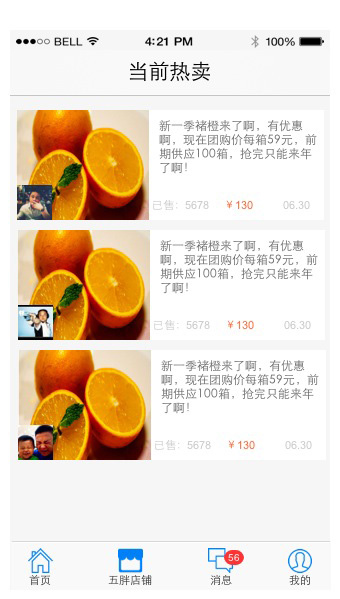 BELL 4:21 PM 100%
当前热卖
新一季褚橙来了啊，有优惠
啊，现在团购价每箱59元，前
期供应100箱，抢完只能来年
了啊！
已售：5678 ￥130 06.30
新一季褚橙来了啊，有优惠
啊，现在团购价每箱59元，前
期供应100箱，抢完只能来年
了啊！
已售：5678 ￥130 06.30
新一季褚橙来了啊，有优惠
啊，现在团购价每箱59元，前
期供应100箱，抢完只能来年
了啊！
已售：5678 ￥130 06.30
56
首页 五胖店铺 消息 我的